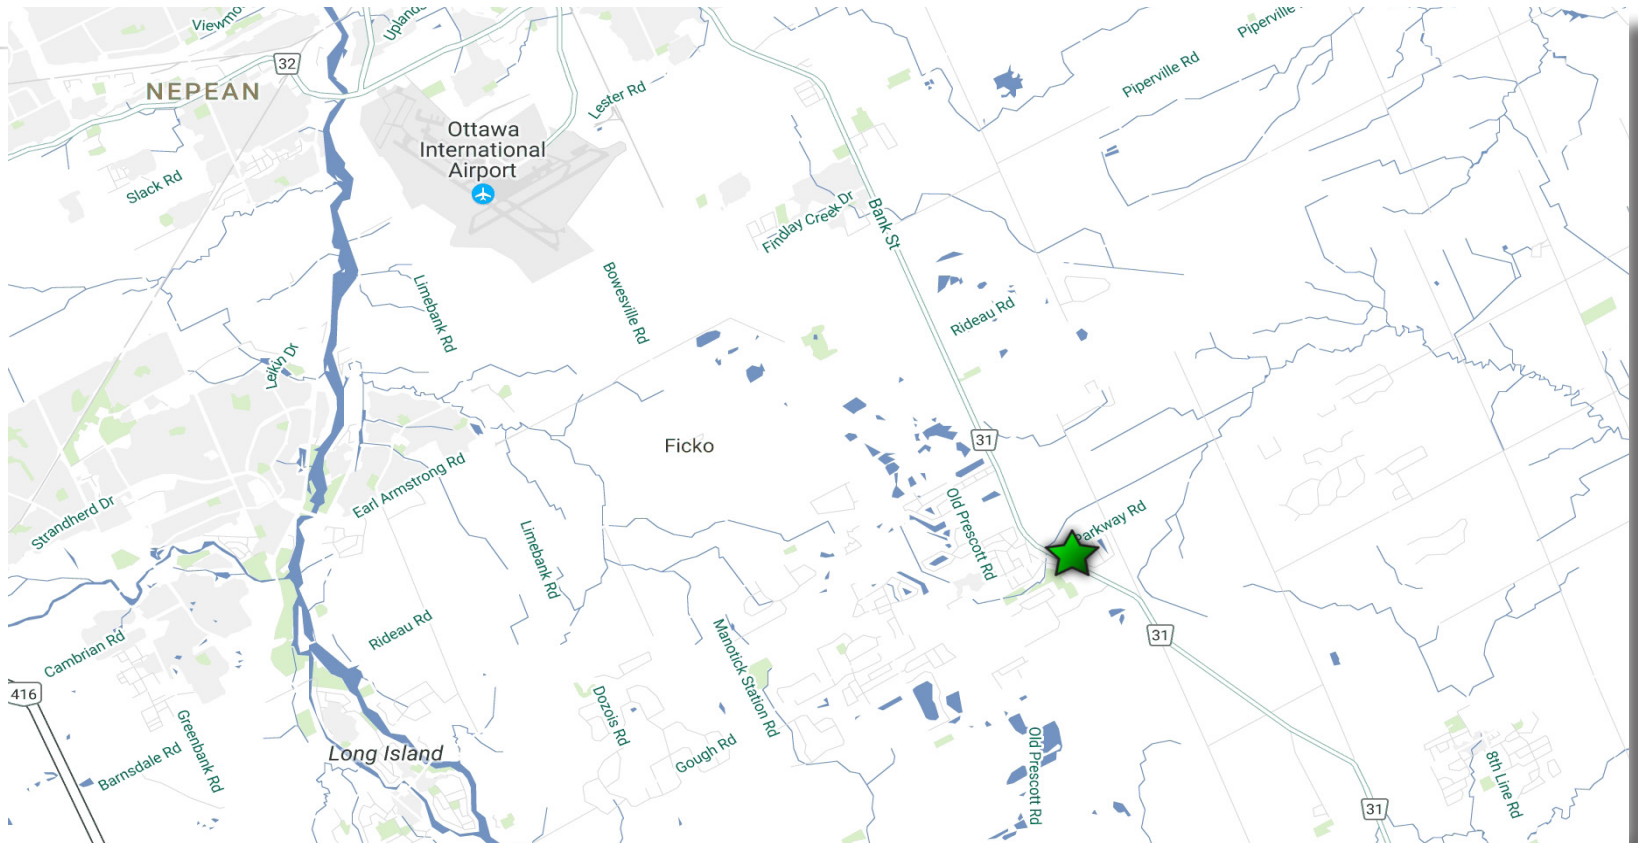 Viewmo
Uplands
Piperville
32
NEPEAN
Piperville Rd
Lester Rd
Ottawa
International
Airport
Slack Rd
Findlay Creek Dr
Bank St
Limebank Rd
Bowesville Rd
Rideau Rd
Leikin Dr
31
Ficko
Earl Armstrong Rd
Strandherd Dr
Old Prescott Rd
Parkway Rd
Limebank Rd
Rideau Rd
Cambrian Rd
31
Manotick Station Rd
416
Dozois Rd
Greenbank Rd
Barnsdale Rd
Long Island
Gough Rd
Old Prescott Rd
8th Line Rd
31